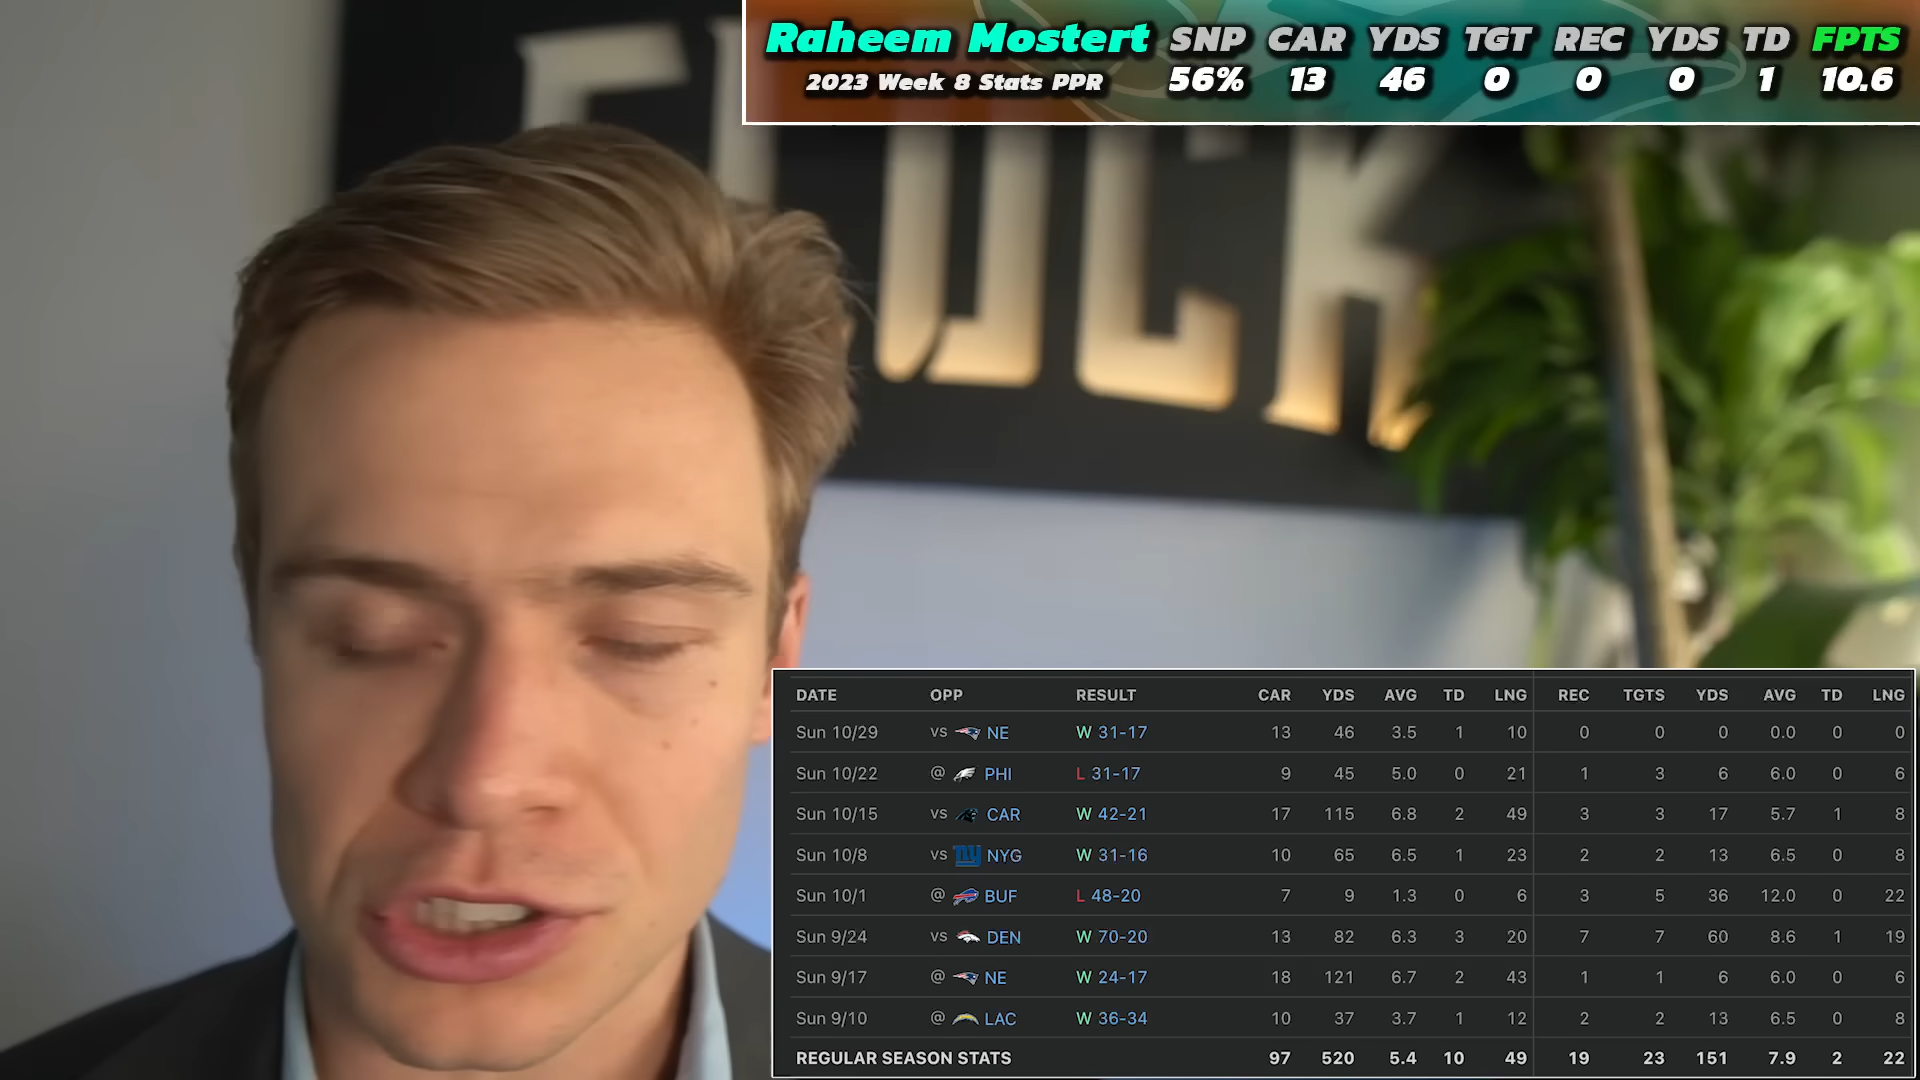 Raheem Mostert SNP CAR YDS TGT REC YDS TD FPTS
2023 Week 8 Stats PPR 56% 13 46 0 0 0 1 10.6
DATE OPP RESULT CAR YDS AVG TD LNG REC TGTS YDS AVG TD LNG
Sun 10/29 vs NE W 31-17 13 46 3.5 1 10 0 0 0 0.0 0 0
Sun 10/22 @ PHI L 31-17 9 45 5.0 0 21 1 3 6 6.0 0 6
Sun 10/15 vs CAR W 42-21 17 115 6.8 2 49 3 3 17 5.7 1 8
Sun 10/8 vs NYG W 31-16 10 65 6.5 1 23 2 2 13 6.5 0 8
Sun 10/1 @ BUF L 48-20 7 9 1.3 0 6 3 5 36 12.0 0 22
Sun 9/24 vs DEN W 70-20 13 82 6.3 3 20 7 7 60 8.6 1 19
Sun 9/17 @ NE W 24-17 18 121 6.7 2 43 1 1 6 6.0 0 6
Sun 9/10 @ LAC W 36-34 10 37 3.7 1 12 2 2 13 6.5 0 8
REGULAR SEASON STATS 97 520 5.4 10 49 19 23 151 7.9 2 22